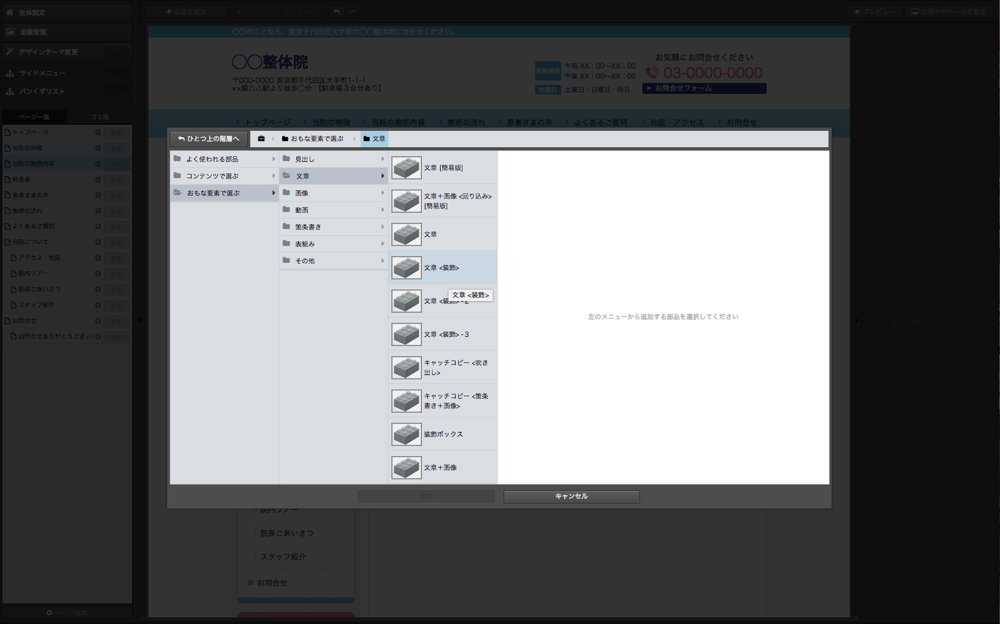 全体設定
画像管理
デザインテーマ変更
サイドメニュー
パンくずリスト
ページ一覧
ゴミ箱
トップページ
当院の特徴
当院の施術内容
料金表
患者さまの声
施術の流れ
よくあるご質問
当院について
アクセス・地図
院内ツアー
院長ごあいさつ
スタッフ紹介
お問合せ
お問合せありがとうござい
ページ追加
部品を追加
クリップした部品を追加
プレビュー
公開中のページを見る
〇〇のことなら、東京千代田区大手町の〇〇整体院にお任せください。
〇〇整体院
〒000-0000 東京都千代田区大手町1-1-1
××線△△駅より徒歩〇分 【駐車場３台分あり】
営業時間
午前 XX：00〜XX：00
午後 XX：00〜XX：00
休業日
土曜日・日曜日・祝日
お気軽にお問合せください
03-0000-0000
お問合せフォーム
トップページ
当院の特徴
当院の施術内容
施術の流れ
患者さまの声
よくあるご質問
地図・アクセス
お問合せ
ひとつ上の階層へ
おもな要素で選ぶ
文章
よく使われる部品
コンテンツで選ぶ
おもな要素で選ぶ
見出し
文章
画像
動画
箇条書き
表組み
その他
文章 [簡易版]
文章＋画像 <回り込み>
[簡易版]
文章
文章 <装飾>
文章 <装飾>
文章 <装飾> - 2
文章 <装飾> - 3
キャッチコピー <吹き
出し>
キャッチコピー <箇条
書き＋画像>
装飾ボックス
文章＋画像
左のメニューから追加する部品を選択してください
部品が選択されていません
決定
キャンセル
院内ツアー
院長ごあいさつ
スタッフ紹介
お問合せ